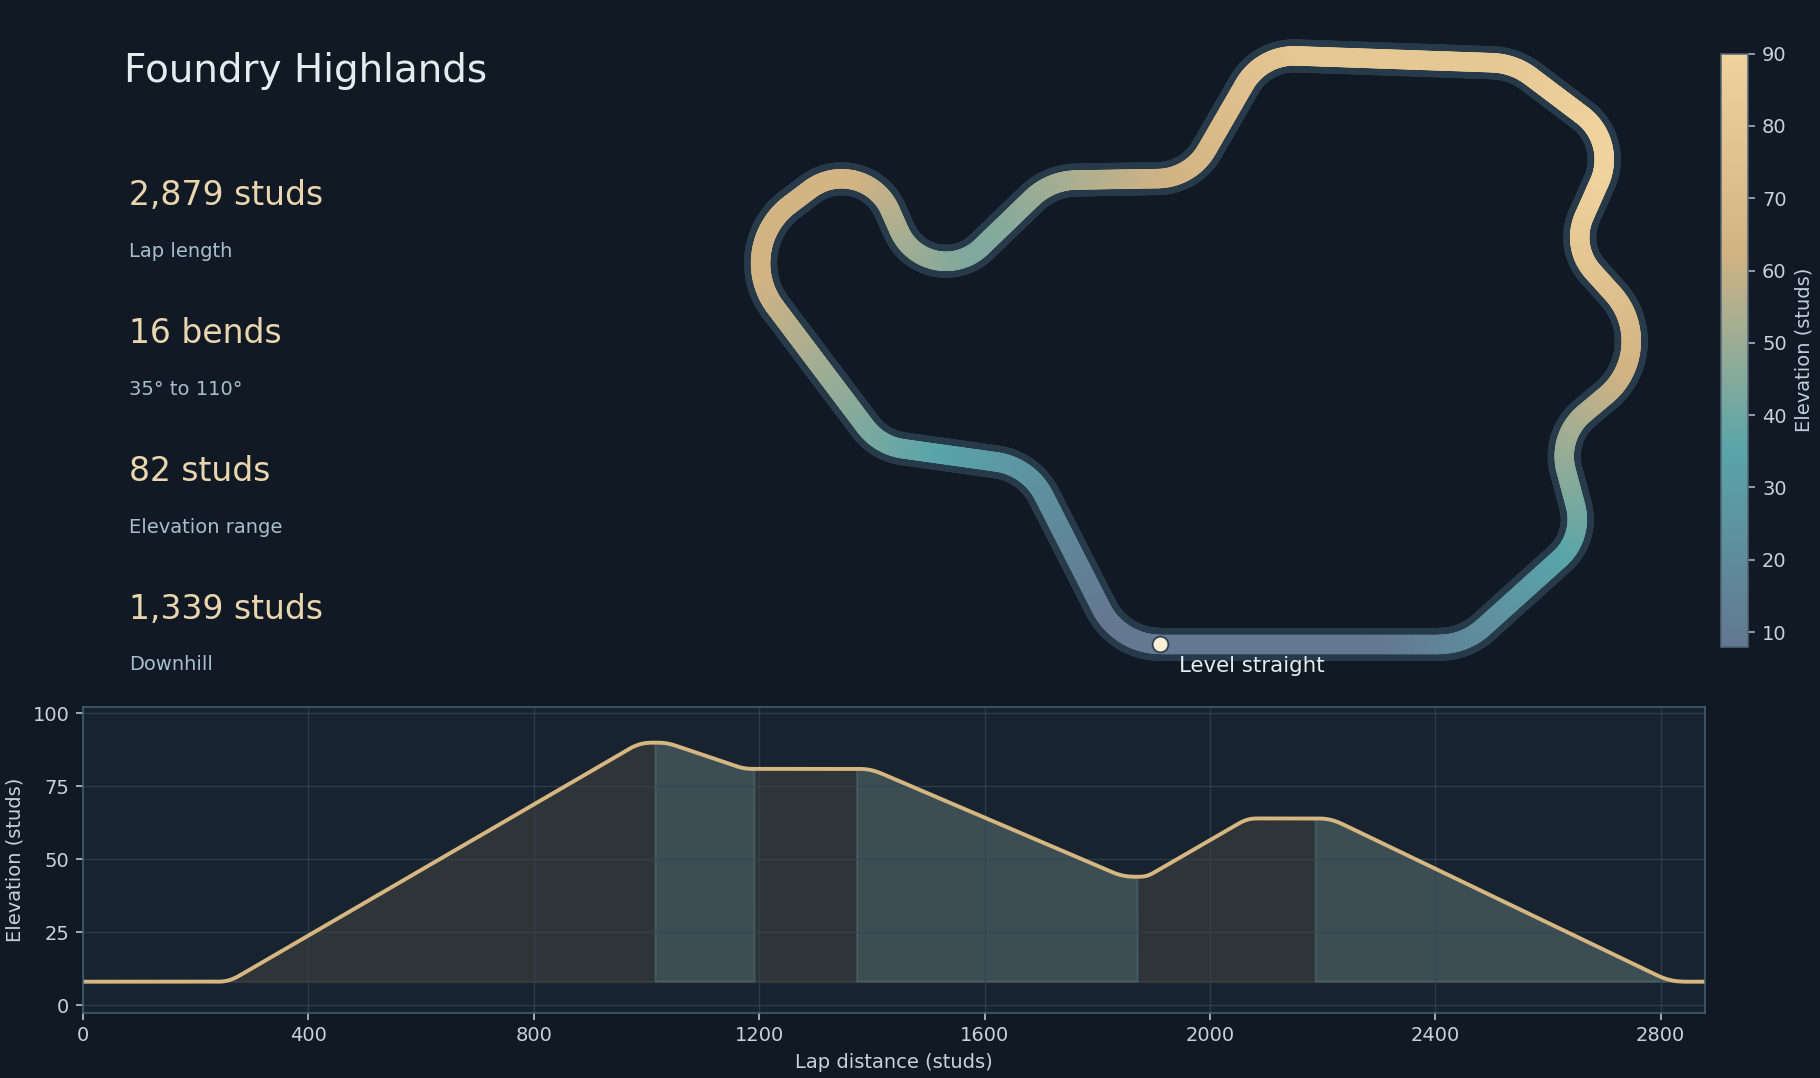 Foundry Highlands
2,879 studs
Lap length
16 bends
35° to 110°
82 studs
Elevation range
1,339 studs
Downhill
Level straight
90
80
70
60
50
40
30
20
10
Elevation (studs)
100
75
50
25
0
Elevation (studs)
0 400 800 1200 1600 2000 2400 2800
Lap distance (studs)